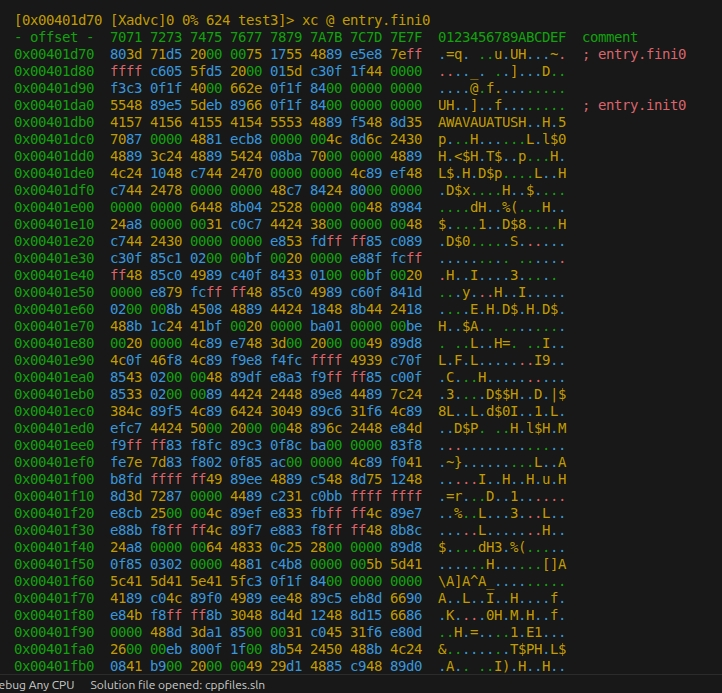 [0x00401d70 [Xadvc]0 0% 624 test3]> xc @ entry.fini0
- offset -   7071 7273 7475 7677 7879 7A7B 7C7D 7E7F  0123456789ABCDEF  comment
0x00401d70  803d 71d5 2000 0075 1755 4889 e5e8 7eff  .=q. ..u.UH...~.  ; entry.fini0
0x00401d80  ffff c605 5fd5 2000 015d c30f 1f44 0000  ...._. ..]...D..
0x00401d90  f3c3 0f1f 4000 662e 0f1f 8400 0000 0000  ....@.f.........
0x00401da0  5548 89e5 5deb 8966 0f1f 8400 0000 0000  UH..]..f........  ; entry.init0
0x00401db0  4157 4156 4155 4154 5553 4889 f548 8d35  AWAVAUATUSH..H.5
0x00401dc0  7087 0000 4881 ecb8 0000 004c 8d6c 2430  p...H......L.l$0
0x00401dd0  4889 3c24 4889 5424 08ba 7000 0000 4889  H.<$H.T$..p...H.
0x00401de0  4c24 1048 c744 2470 0000 0000 4c89 ef48  L$.H.D$p....L..H
0x00401df0  c744 2478 0000 0000 48c7 8424 8000 0000  .D$x....H..$....
0x00401e00  0000 0000 6448 8b04 2528 0000 0048 8984  ....dH..%(...H..
0x00401e10  24a8 0000 0031 c0c7 4424 3800 0000 0048  $....1..D$8....H
0x00401e20  c744 2430 0000 0000 e853 fdff ff85 c089  .D$0.....S......
0x00401e30  c30f 85c1 0200 00bf 0020 0000 e88f fcff  ......... ......
0x00401e40  ff48 85c0 4989 c40f 8433 0100 00bf 0020  .H..I....3..... 
0x00401e50  0000 e879 fcff ff48 85c0 4989 c60f 841d  ...y...H..I.....
0x00401e60  0200 008b 4508 4889 4424 1848 8b44 2418  ....E.H.D$.H.D$.
0x00401e70  488b 1c24 41bf 0020 0000 ba01 0000 00be  H..$A.. ........
0x00401e80  0020 0000 4c89 e748 3d00 2000 0049 89d8  . ..L..H=. ..I..
0x00401e90  4c0f 46f8 4c89 f9e8 f4fc ffff 4939 c70f  L.F.L.......I9..
0x00401ea0  8543 0200 0048 89df e8a3 f9ff ff85 c00f  .C...H..........
0x00401eb0  8533 0200 0089 4424 2448 89e8 4489 7c24  .3....D$$H..D.|$
0x00401ec0  384c 89f5 4c89 6424 3049 89c6 31f6 4c89  8L..L.d$0I..1.L.
0x00401ed0  efc7 4424 5000 2000 0048 896c 2448 e84d  ..D$P. ..H.l$H.M
0x00401ee0  f9ff ff83 f8fc 89c3 0f8c ba00 0000 83f8  ................
0x00401ef0  fe7e 7d83 f802 0f85 ac00 0000 4c89 f041  .~}.........L..A
0x00401f00  b8fd ffff ff49 89ee 4889 c548 8d75 1248  .....I..H..H.u.H
0x00401f10  8d3d 7287 0000 4489 c231 c0bb ffff ffff  .=r...D..1......
0x00401f20  e8cb 2500 004c 89ef e833 fbff ff4c 89e7  ..%..L...3...L..
0x00401f30  e88b f8ff ff4c 89f7 e883 f8ff ff48 8b8c  .....L.......H..
0x00401f40  24a8 0000 0064 4833 0c25 2800 0000 89d8  $....dH3.%(.....
0x00401f50  0f85 0302 0000 4881 c4b8 0000 005b 5d41  ......H......[]A
0x00401f60  5c41 5d41 5e41 5fc3 0f1f 8400 0000 0000  \A]A^A_.........
0x00401f70  4189 c04c 89f0 4989 ee48 89c5 eb8d 6690  A..L..I..H....f.
0x00401f80  e84b f8ff ff8b 3048 8d4d 1248 8d15 6686  .K....0H.M.H..f.
0x00401f90  0000 488d 3da1 8500 0031 c045 31f6 e80d  ..H.=....1.E1...
0x00401fa0  2600 00eb 800f 1f00 8b54 2450 488b 4c24  &........T$PH.L$
0x00401fb0  0841 b900 2000 0049 29d1 4885 c948 89d0  .A.. ..I).H..H..
ebug Any CPU    Solution file opened: cppfiles.sln